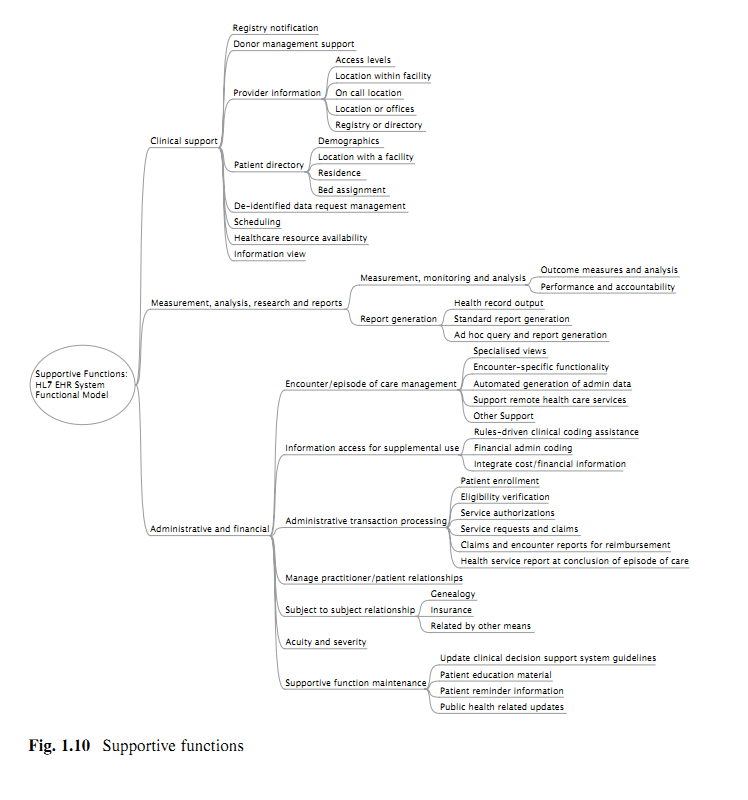 Registry notification
Donor management support
Access levels
Location within facility
Provider information
On call location
Location or offices
Registry or directory
Clinical support
Demographics
Location with a facility
Patient directory
Residence
Bed assignment
De-identified data request management
Scheduling
Healthcare resource availability
Information view
Measurement, analysis, research and reports
Measurement, monitoring and analysis
Outcome measures and analysis
Performance and accountability
Report generation
Health record output
Standard report generation
Ad hoc query and report generation
Supportive Functions:
HL7 EHR System
Functional Model
Encounter/episode of care management
Specialised views
Encounter-specific functionality
Automated generation of admin data
Support remote health care services
Other Support
Information access for supplemental use
Rules-driven clinical coding assistance
Financial admin coding
Integrate cost/financial information
Administrative and financial
Administrative transaction processing
Patient enrollment
Eligibility verification
Service authorizations
Service requests and claims
Claims and encounter reports for reimbursement
Health service report at conclusion of episode of care
Manage practitioner/patient relationships
Subject to subject relationship
Genealogy
Insurance
Related by other means
Acuity and severity
Supportive function maintenance
Update clinical decision support system guidelines
Patient education material
Patient reminder information
Public health related updates
Fig. 1.10 Supportive functions